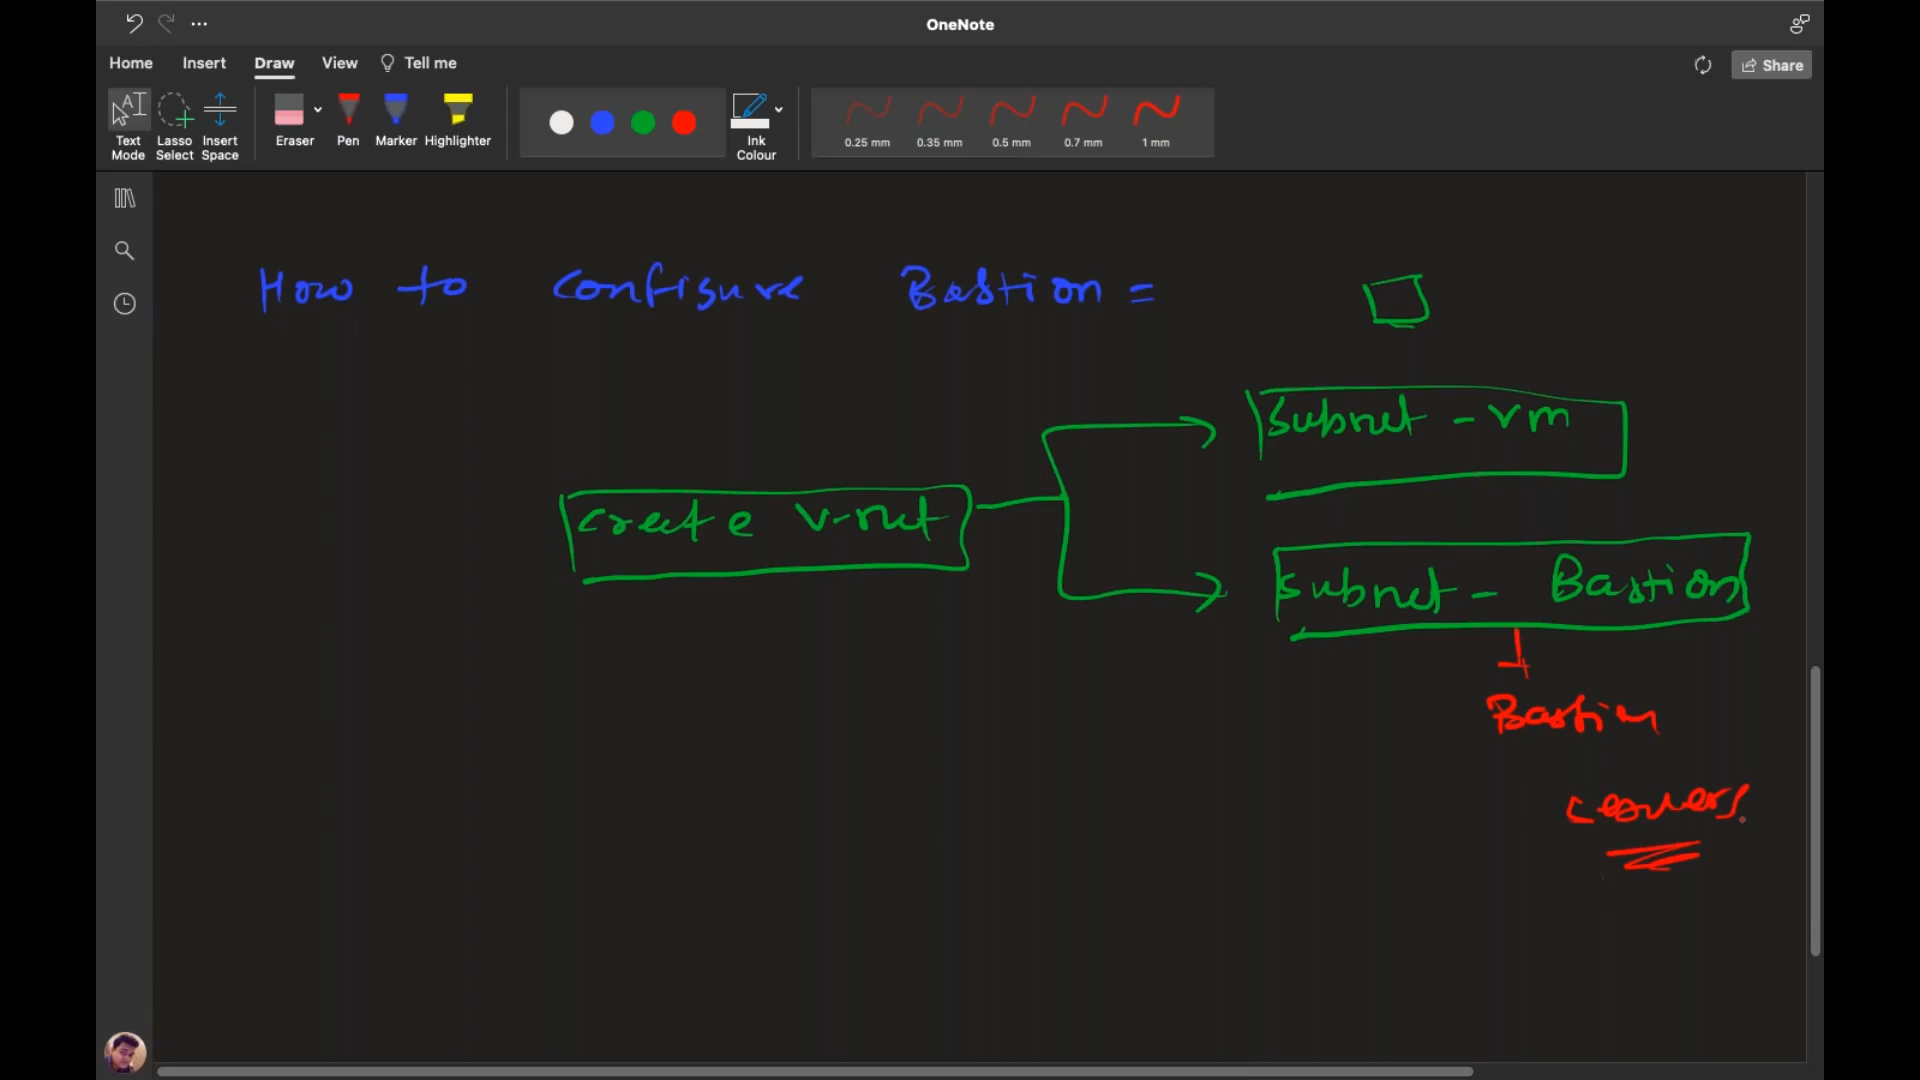 OneNote
Home Insert Draw View Tell me
Share
Text Mode
Lasso Select
Insert Space
Eraser
Pen
Marker
Highlighter
Ink Colour
0.25 mm
0.35 mm
0.5 mm
0.7 mm
1 mm
How to configure Bastion =
Subnet - vm
create v-net
Subnet - Bastion
Bastion